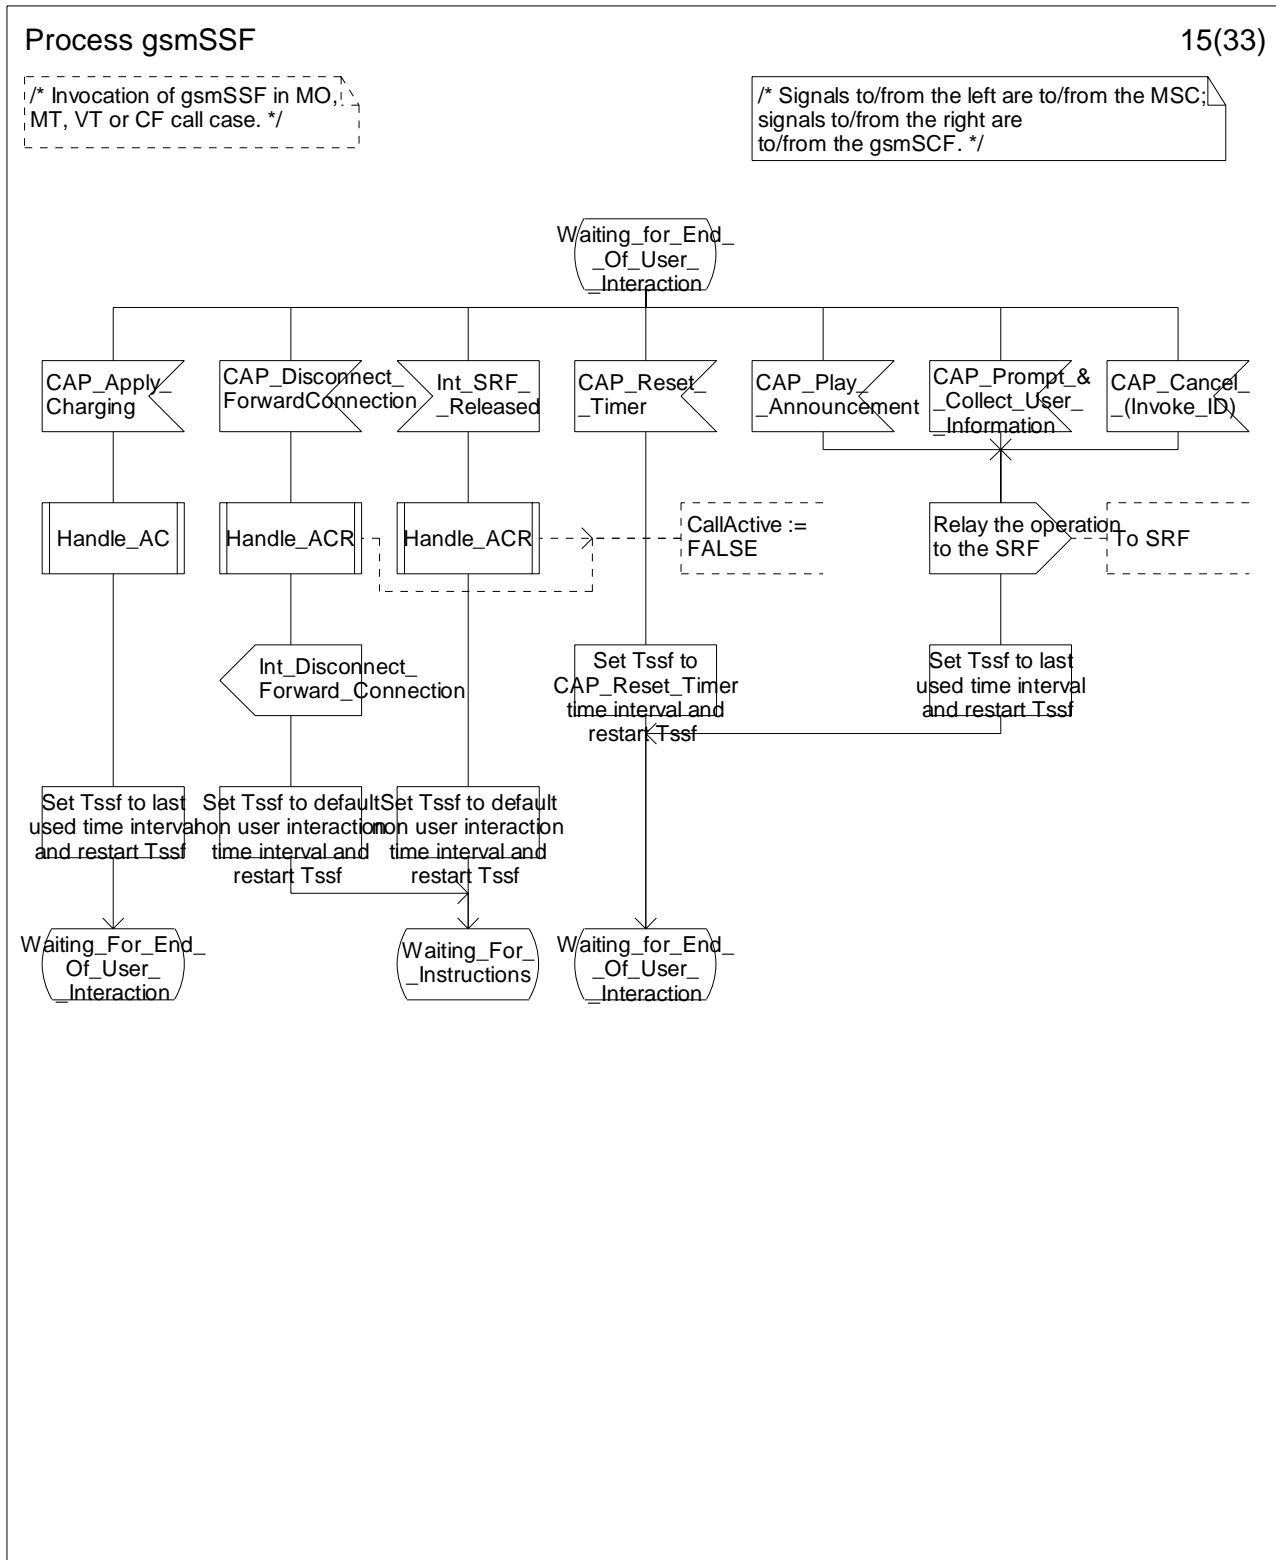 Process gsmSSF
15(33)
/* Invocation of gsmSSF in MO,
MT, VT or CF call case. */
/* Signals to/from the left are to/from the MSC;
signals to/from the right are
to/from the gsmSCF. */
Waiting_for_End_
_Of_User_
_Interaction
CAP_Apply_
_Charging
CAP_Disconnect_
_ForwardConnection
Int_SRF_
_Released
CAP_Reset_
_Timer
CAP_Play_
_Announcement
CAP_Prompt_&
_Collect_User_
_Information
CAP_Cancel_
_(Invoke_ID)
Handle_AC
Handle_ACR
Handle_ACR
CallActive :=
FALSE
Relay the operation
to the SRF
To SRF
Int_Disconnect_
_Forward_Connection
Set Tssf to
CAP_Reset_Timer
time interval and
restart Tssf
Set Tssf to last
used time interval
and restart Tssf
Set Tssf to last
used time interval
and restart Tssf
Set Tssf to default
non user interaction
time interval and
restart Tssf
Set Tssf to default
non user interaction
time interval and
restart Tssf
Waiting_For_End_
_Of_User_
_Interaction
Waiting_For_
_Instructions
Waiting_for_End_
_Of_User_
_Interaction